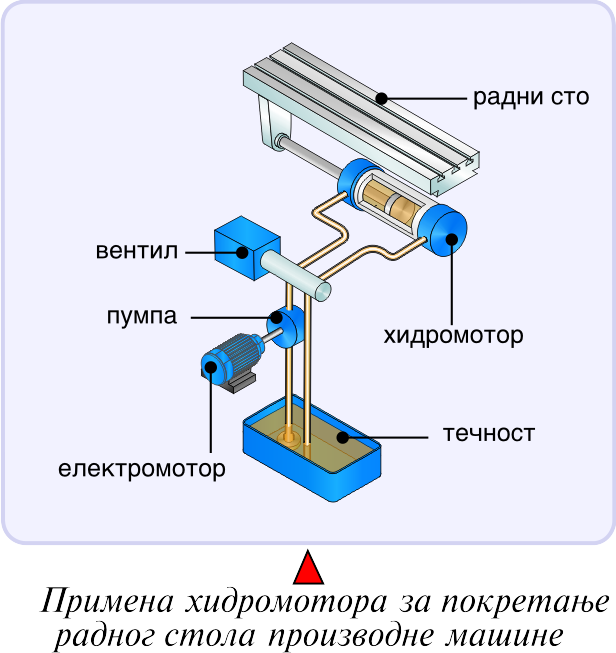 радни сто
вентил
пумпа
хидромотор
течност
електромотор
Примена хидромотора за покретање
радног стола производне машине